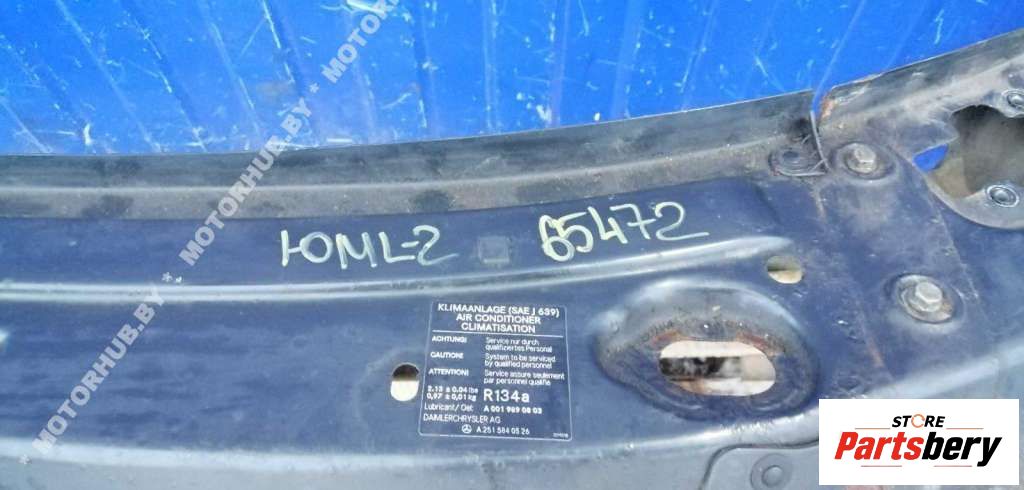 MOTORHUB.BY * MOTORHUB.BY * MOTORHUB.BY
ЮML-2 65472
KLIMAANLAGE (SAE J 639)
AIR CONDITIONER
CLIMATISATION
ACHTUNG: Service nur durch
qualifiziertes Personal
CAUTION: System to be serviced
by qualified personnel
ATTENTION: Service assure seulement
par personnel qualifie
2,13 ± 0.04 lbs
0,97 ± 0,01 kg R134a
Lubricant/Oel: A 001 989 08 03
DAIMLERCHRYSLER AG
A 251 584 05 26
STORE
Partsbery